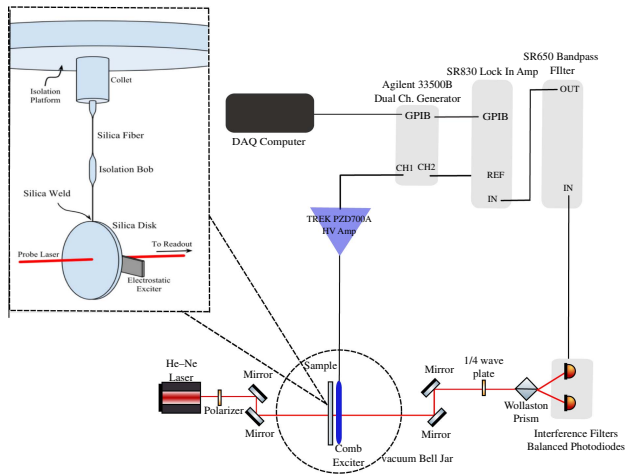 Isolation
Platform
Collet
Silica Fiber
Isolation Bob
Silica Weld
Silica Disk
Probe Laser
To Readout
Electrostatic
Exciter
DAQ Computer
Agilent 33500B
Dual Ch. Generator
GPIB
CH1 CH2
SR830 Lock In Amp
GPIB
REF
IN
SR650 Bandpass
FIlter
OUT
IN
TREK PZD700A
HV Amp
He–Ne
Laser
Polarizer
Mirror
Mirror
Sample
Comb
Exciter
vacuum Bell Jar
Mirror
Mirror
1/4 wave
plate
Wollaston
Prism
Interference Filters
Balanced Photodiodes